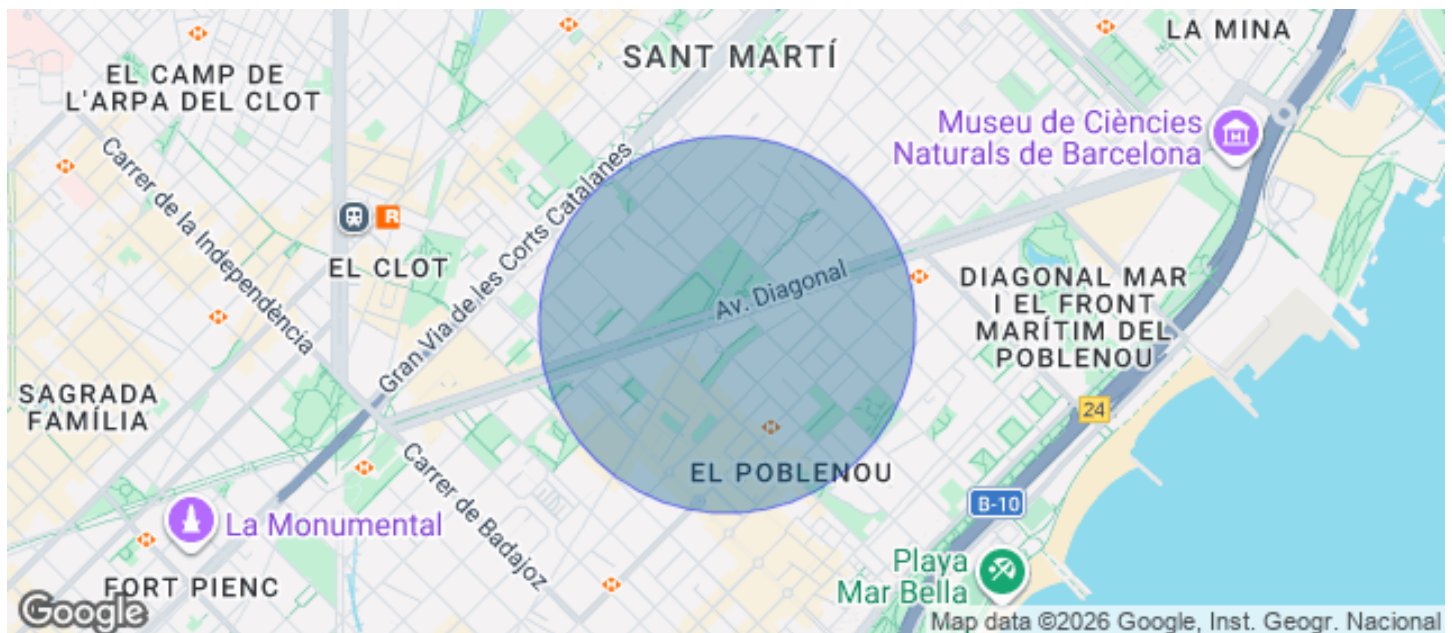 LA MINA
SANT MARTÍ
EL CAMP DE
L'ARPA DEL CLOT
Museu de Ciències
Naturals de Barcelona
Carrer de la Independència
Gran Via de les Corts Catalanes
R
EL CLOT
Av. Diagonal
DIAGONAL MAR
I EL FRONT
MARÍTIM DEL
POBLENOU
SAGRADA
FAMÍLIA
24
EL POBLENOU
Carrer de Badajoz
B-10
La Monumental
Playa
Mar Bella
FORT PIENC
Google
Map data ©2026 Google, Inst. Geogr. Nacional